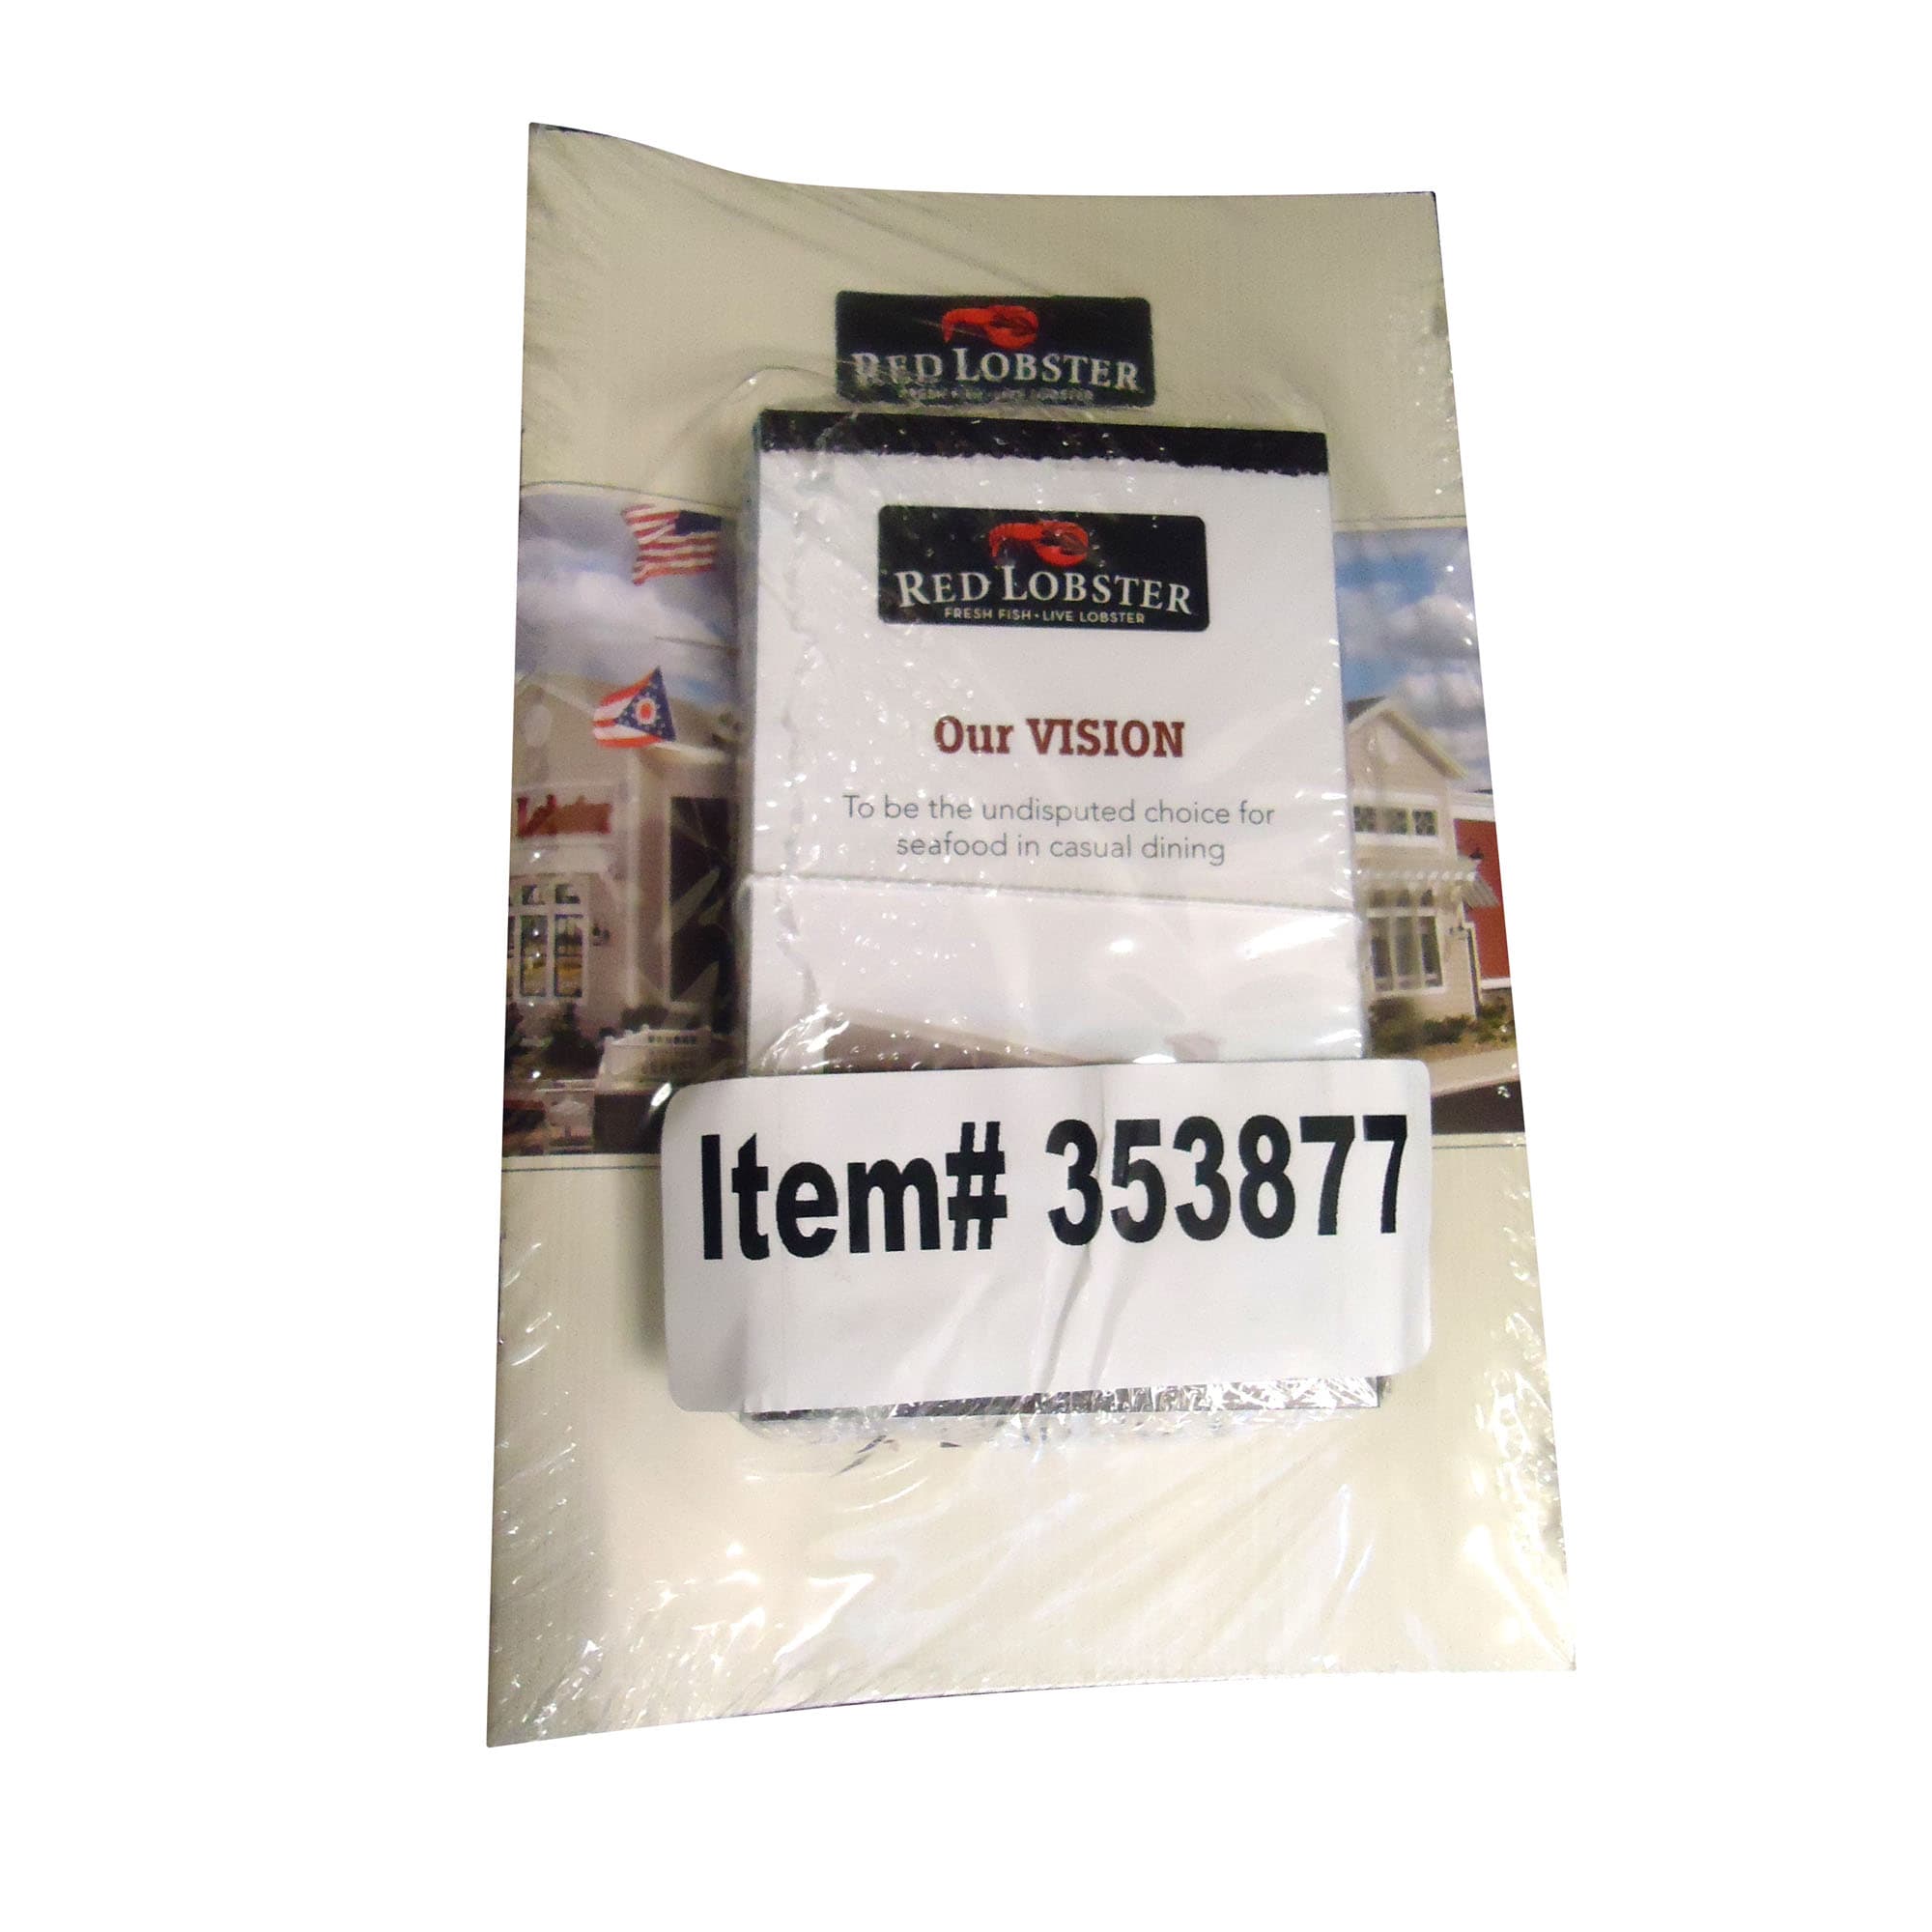 RED LOBSTER
RED LOBSTER
FRESH FISH • LIVE LOBSTER
Our VISION
To be the undisputed choice for
seafood in casual dining
Item# 353877